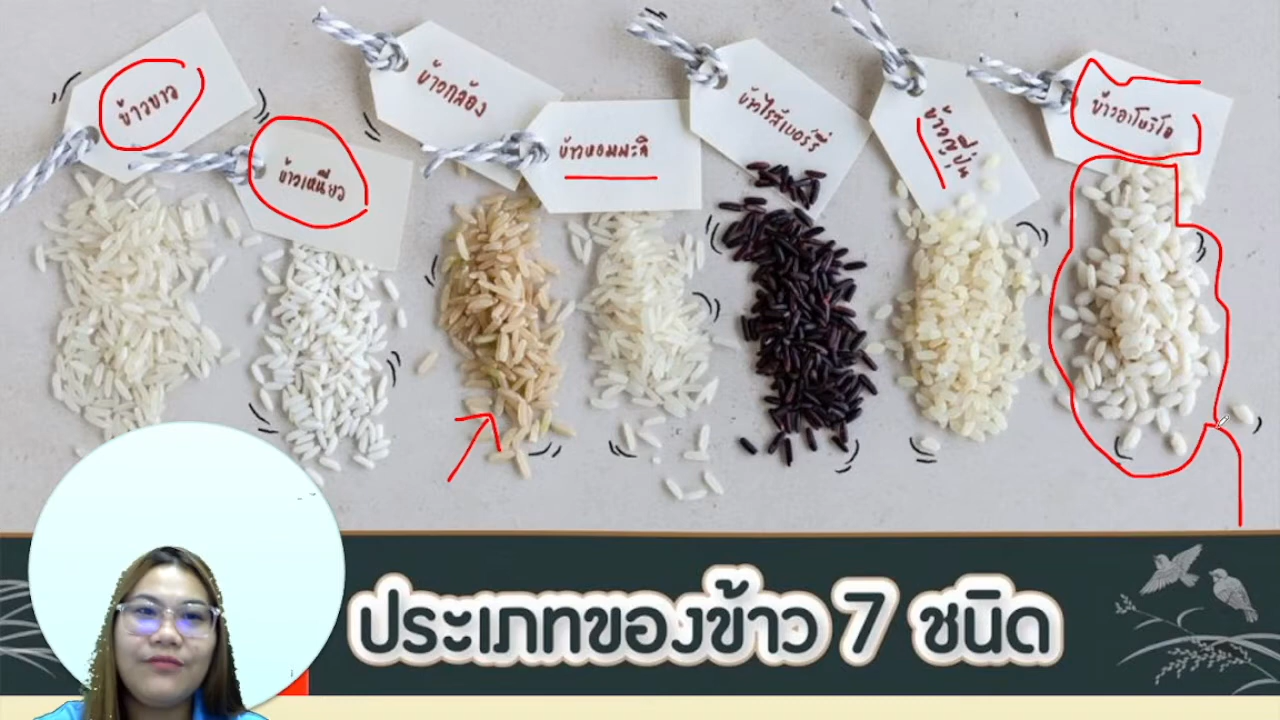 ข้าวขาว
ข้าวเหนียว
ข้าวกล้อง
ข้าวหอมมะลิ
ข้าวไรส์เบอร์รี่
ข้าวญี่ปุ่น
ข้าวอาโบริโอ
ประเภทของข้าว 7 ชนิด